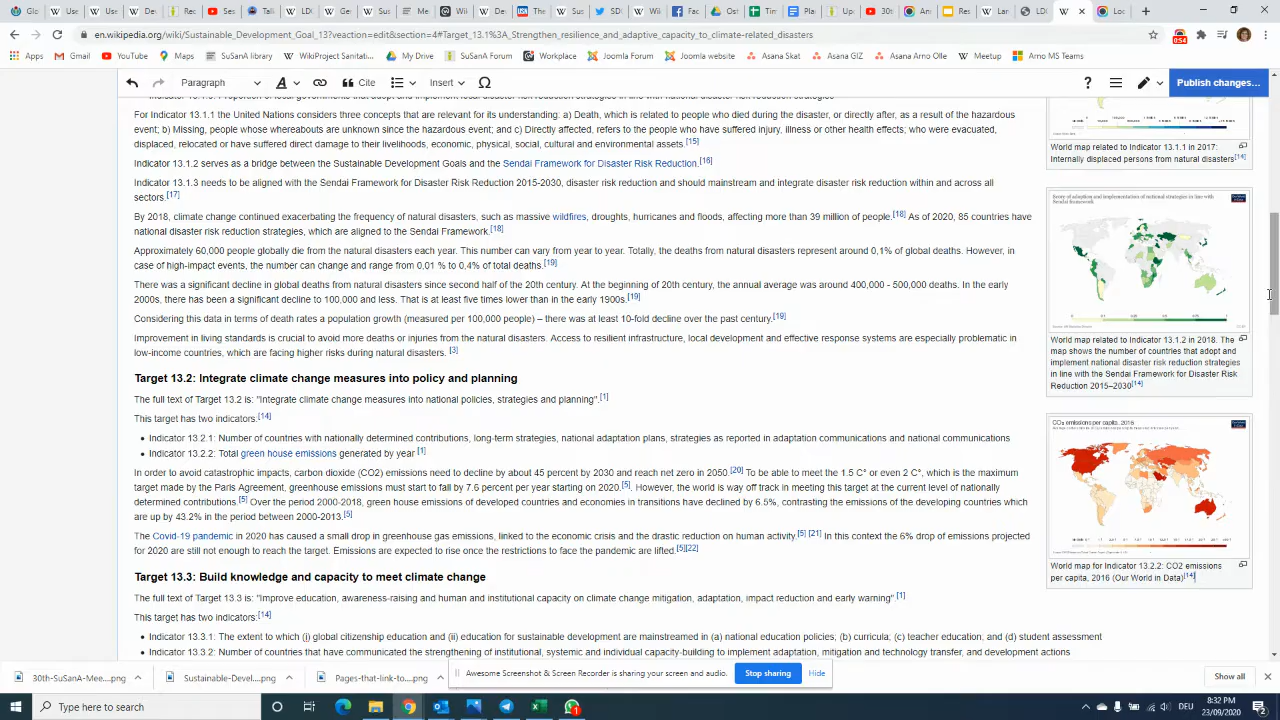 en.wikipedia.org/wiki/Sustainable_Development_Goal_13?veaction=edit&section=4#Target_13.1%3A_Strengthen_resilience_and_adaptive_capacity_to_climate-related_disasters
Apps Gmail YouTube Maps SuSanA library Google Translate Wikipedia My Drive SuSanA Forum Workplace Joomla Forum Joomla website Asana Skat Asana GIZ Asana Arno Olle Meetup Arno MS Teams
Paragraph A Cite Insert Ω ? Publish changes...
For Indicator 13.1.1 the United Nations considers three terms that are relevant for its understanding: a) Death, which is related to people who died during the disaster, or directly after, as a result of the hazardous
event; b) Missing, people whose whereabouts is unknown since the hazardous event; c) Directly affected, refers to the people who have suffered injury, illness or other health effects; who were evacuated,
displaced, relocated or have suffered direct damage to their livelihoods, economic, physical, social, cultural and environmental assets.[15]
Indicator 13.1.2 serves as a bridge between the Sustainable Development Goals and the Sendai Framework for Disaster Risk Reduction.[16]
Indicator 13.1.3 needs to be aligned with the Sendai Framework for Disaster Risk Reduction 2015-2030, disaster risk reduction and should mainstream and integrate disaster risk reduction within and across all
sectors.[17]
By 2018, climate change continued exacerbating the frequency of natural disasters, such as massive wildfires, droughts, hurricanes and floods, affecting more than 39 million of people.[18] As of 2020, 85 countries have
national disaster risk reduction strategies, which are aligned to the Sendai Framework.[18]
Approximately 60,000 people globally die from the natural disasters each year. This number can vary from year to year. Totally, the deaths from natural disasters represent around 0,1% of global deaths. However, in
case of high-impact events, the number can change and range from 0,01 % to 0,4% of total deaths.[19]
There was a significant decline in global deaths from natural disasters since second half of the 20th century. At the beginning of 20th century, the annual average was around 400,000 - 500,000 deaths. In the early
2000s, there has been a significant decline to 100,000 and less. That is at least five times lover than in the early 1900s.[19]
Considering this data in terms of death rates a population growth (measured per 100,000 people) – there was at least 10-fold decline over the past century.[19]
Improvement in living standards is crucial to avoid more deaths or injuries from the natural disaster. Access to resilient infrastructure, local development and effective response systems are especially problematic in
low-income countries, which are facing higher risks during natural disasters. [3]
Target 13.2: Integrate climate change measures into policy and planning
The full text of Target 13.2 is: "Integrate climate change measures into national policies, strategies and planning".[1]
This target has two indicators:[14]
• Indicator 13.2.1: Number of countries with nationally determined contributions, long-term strategies, national adaptation plans, strategies as reported in adaptation communications and national communications
• Indicator 13.2.2: Total green house emissions generated by year [1]
In order to avoid catastrophic impacts, carbon dioxide (CO2) emissions need to decline by about 45 percent by 2030 and reach net zero in 2050.[20] To be able to meet the 1.5 C° or even 2 C°, which is the maximum
target made by the Paris Agreement, greenhouse emissions must start to fall by 7.6 percent per year starting on 2020.[5] However, the world is way off track in meeting this target at the current level of nationally
determined contributions.[5] Over the period 2000-2018, green house emissions of developed countries and economies in transitions have declined by 6.5%, contrasting the emissions of the developing countries which
are up by 43.2% in the period between 2000-2013.[5]
The Covid-19 pandemic in 2020 has caused a small drop in greenhouse gas emissions, linked to the economic crisis and the drastic reduction on human activity.[5] [21] In this context the 6% drop of emissions projected
for 2020 are not enough to reach the target. Emissions are set to rise after restrictions to face the pandemic are lifted.[5][22]
Target 13.3: Build knowledge and capacity to meet climate change
The full text of Target 13.3 is: "Improve education, awareness-raising and human and institutional capacity on climate change mitigation, adaptation, impact reduction and early warning".[1]
This target has two indicators:[14]
• Indicator 13.3.1: The extent to which (i) global citizenship education and (ii) education for sustainable development are mainstreamed in (a) national education policies; (b) curricula; (c) teacher education; and (d) student assessment
• Indicator 13.3.2: Number of countries that have communicated the strengthening of institutional, systemic and individual capacity-building to implement adaptation, mitigation and technology transfer, and development actions
World map related to Indicator 13.1.1 in 2017:
Internally displaced persons from natural disasters[14]
World map related to Indicator 13.1.2 in 2018. The
map shows the number of countries that adopt and
implement national disaster risk reduction strategies
in line with the Sendai Framework for Disaster Risk
Reduction 2015–2030[14]
CO₂ emissions per capita, 2016
World map for Indicator 13.2.2: CO2 emissions
per capita, 2016 (Our World in Data)[14]
Sustainable-Devel....png
Pages-that-link-to....png
Awesome Screenshot & Screen Recorder is sharing your screen and audio.
Stop sharing
Hide
Show all
Type here to search
DEU
8:32 PM
23/09/2020